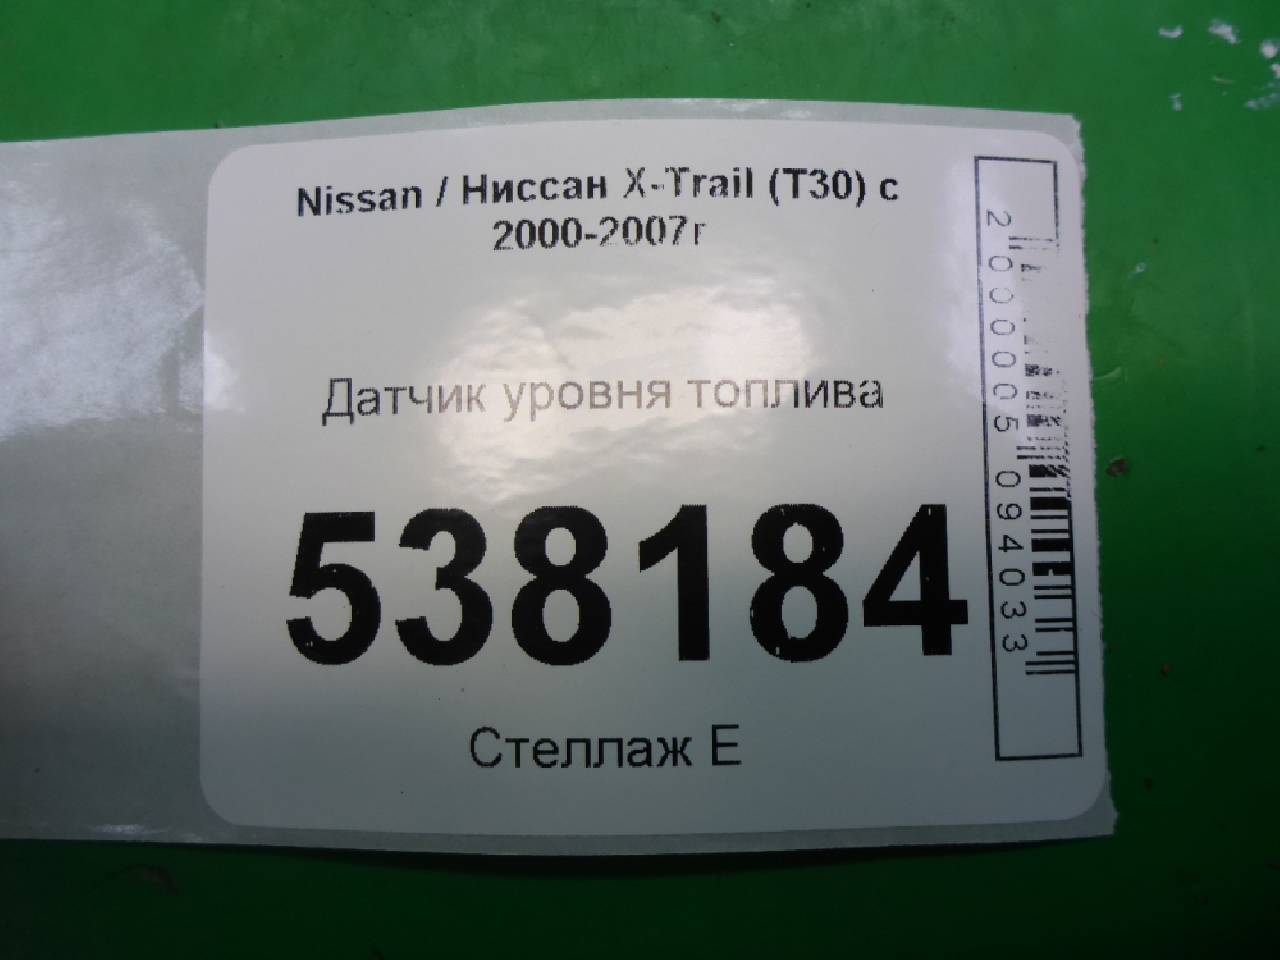 Nissan / Ниссан X-Trail (T30) с
2000-2007г
Датчик уровня топлива
538184
Стеллаж Е
2000005094033